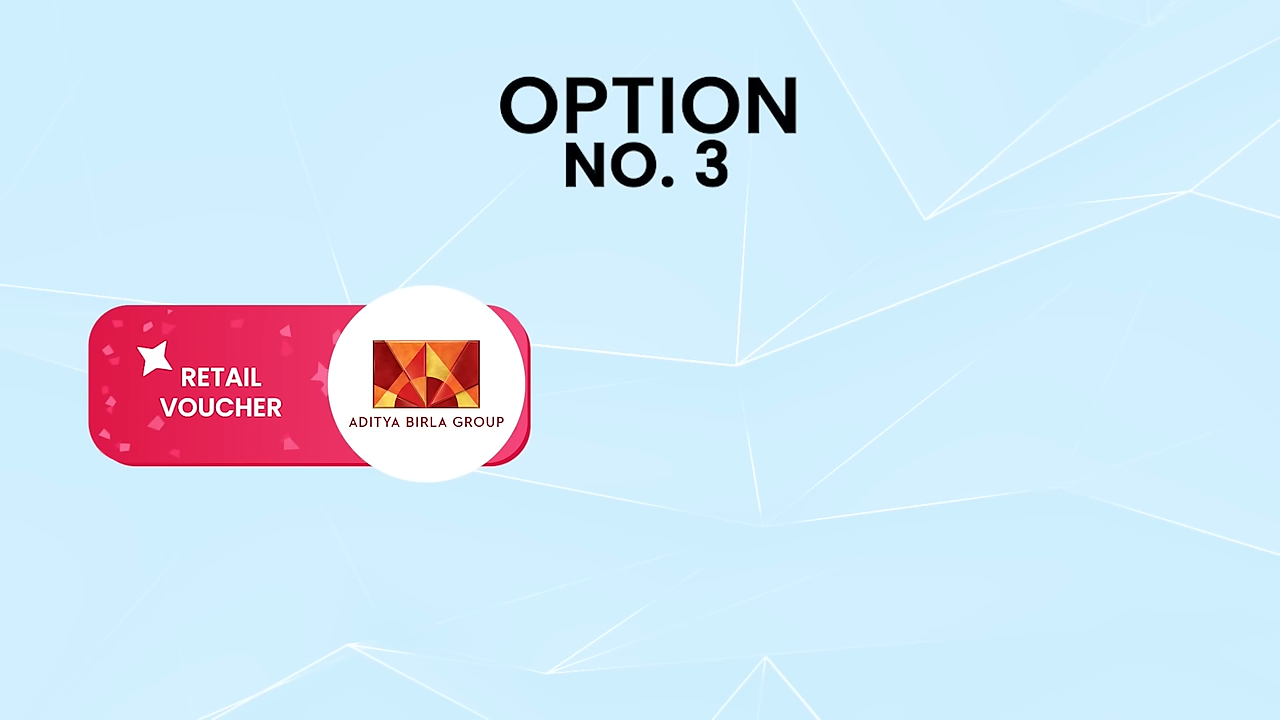 OPTION
NO. 3
RETAIL
VOUCHER
ADITYA BIRLA GROUP